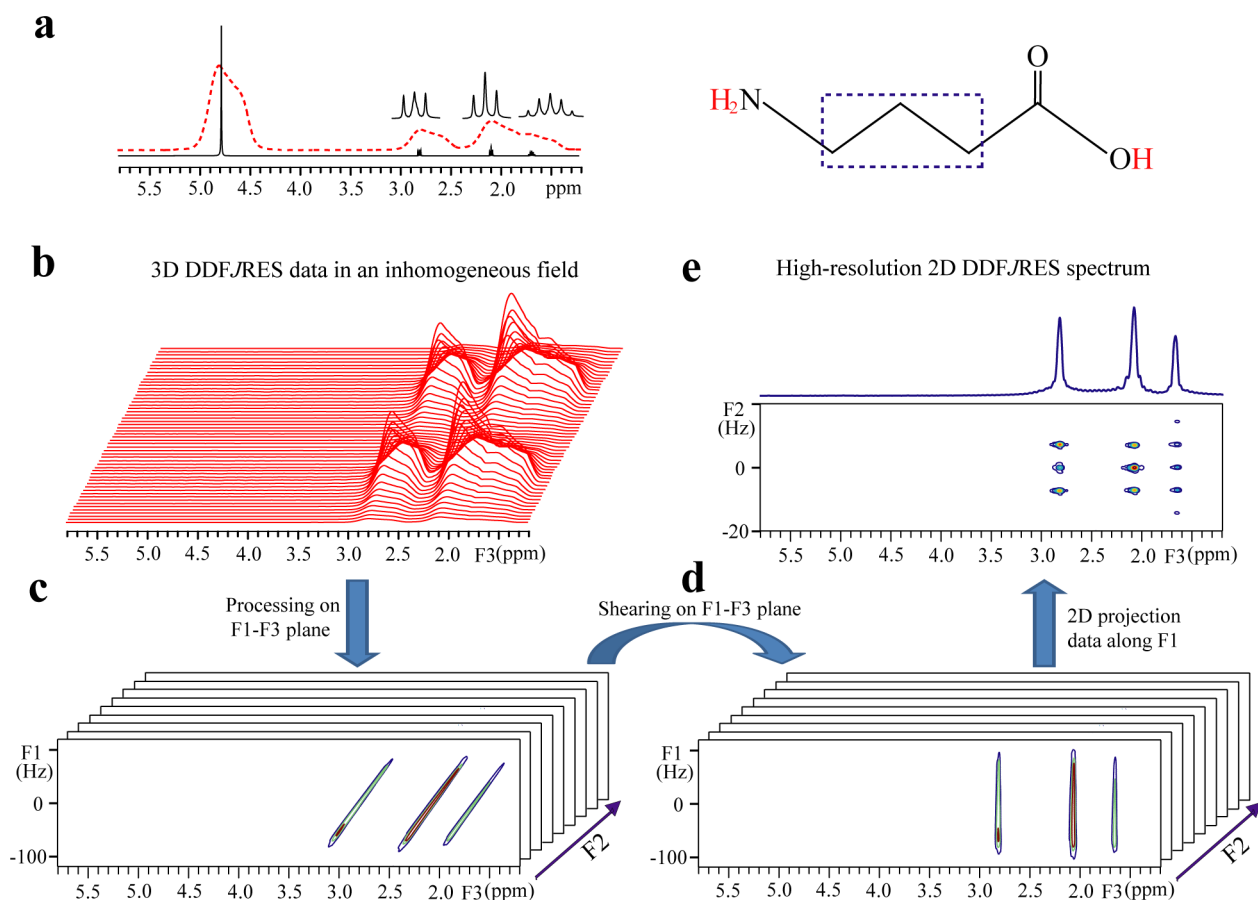 a
5.5 5.0 4.5 4.0 3.5 3.0 2.5 2.0 ppm
H₂N
O
OH
b
3D DDFJRES data in an inhomogeneous field
5.5 5.0 4.5 4.0 3.5 3.0 2.5 2.0 F3(ppm)
e
High-resolution 2D DDFJRES spectrum
F2
(Hz)
0
-20
5.5 5.0 4.5 4.0 3.5 3.0 2.5 2.0 F3(ppm)
c
Processing on
F1-F3 plane
Shearing on F1-F3 plane
d
2D projection
data along F1
F1
(Hz)
0
-100
5.5 5.0 4.5 4.0 3.5 3.0 2.5 2.0 F3(ppm)
F2
F1
(Hz)
0
-100
5.5 5.0 4.5 4.0 3.5 3.0 2.5 2.0 F3(ppm)
F2